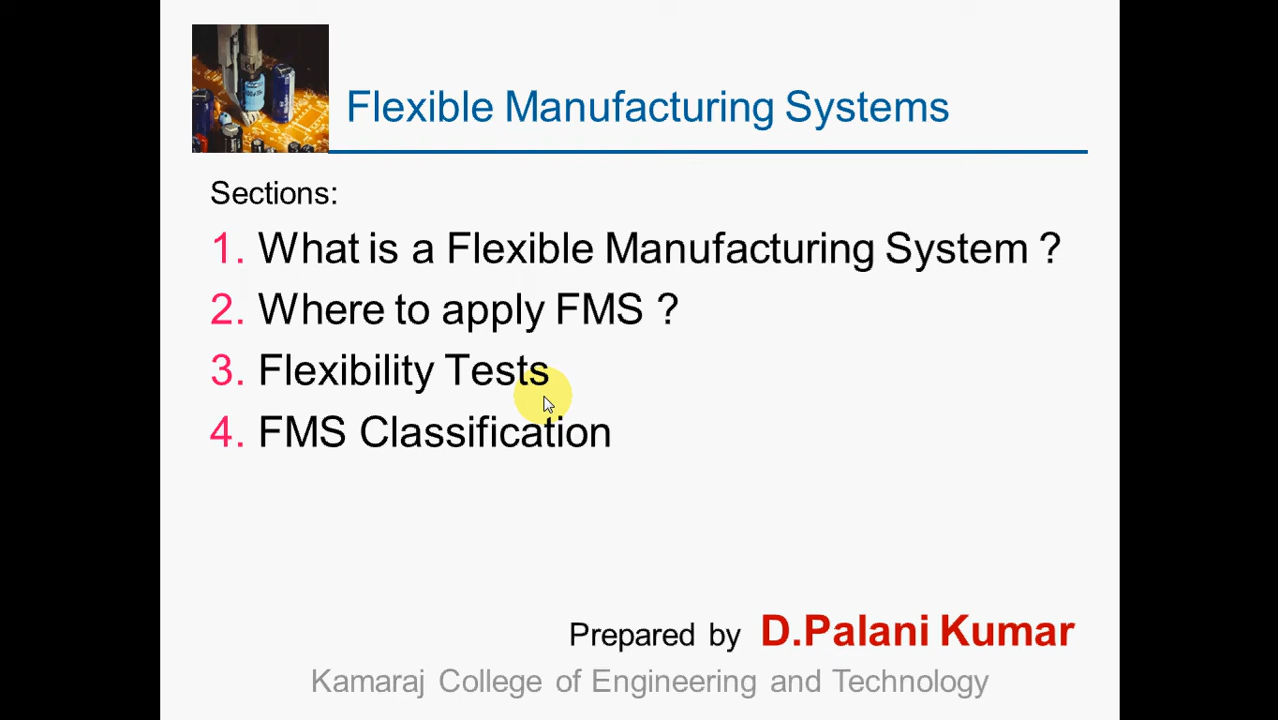 Flexible Manufacturing Systems
Sections:
1. What is a Flexible Manufacturing System ?
2. Where to apply FMS ?
3. Flexibility Tests
4. FMS Classification
Prepared by D.Palani Kumar
Kamaraj College of Engineering and Technology